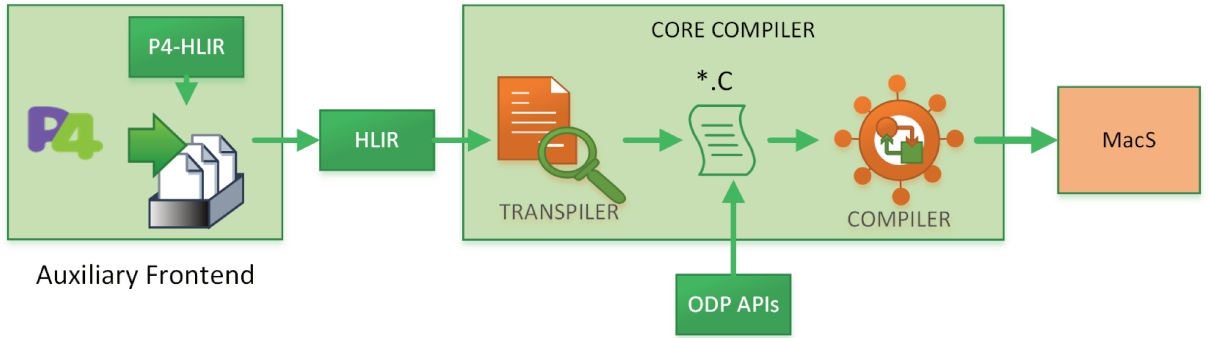 P4-HLIR
P4
Auxiliary Frontend
HLIR
CORE COMPILER
*.C
TRANSPILER
COMPILER
ODP APIs
MacS